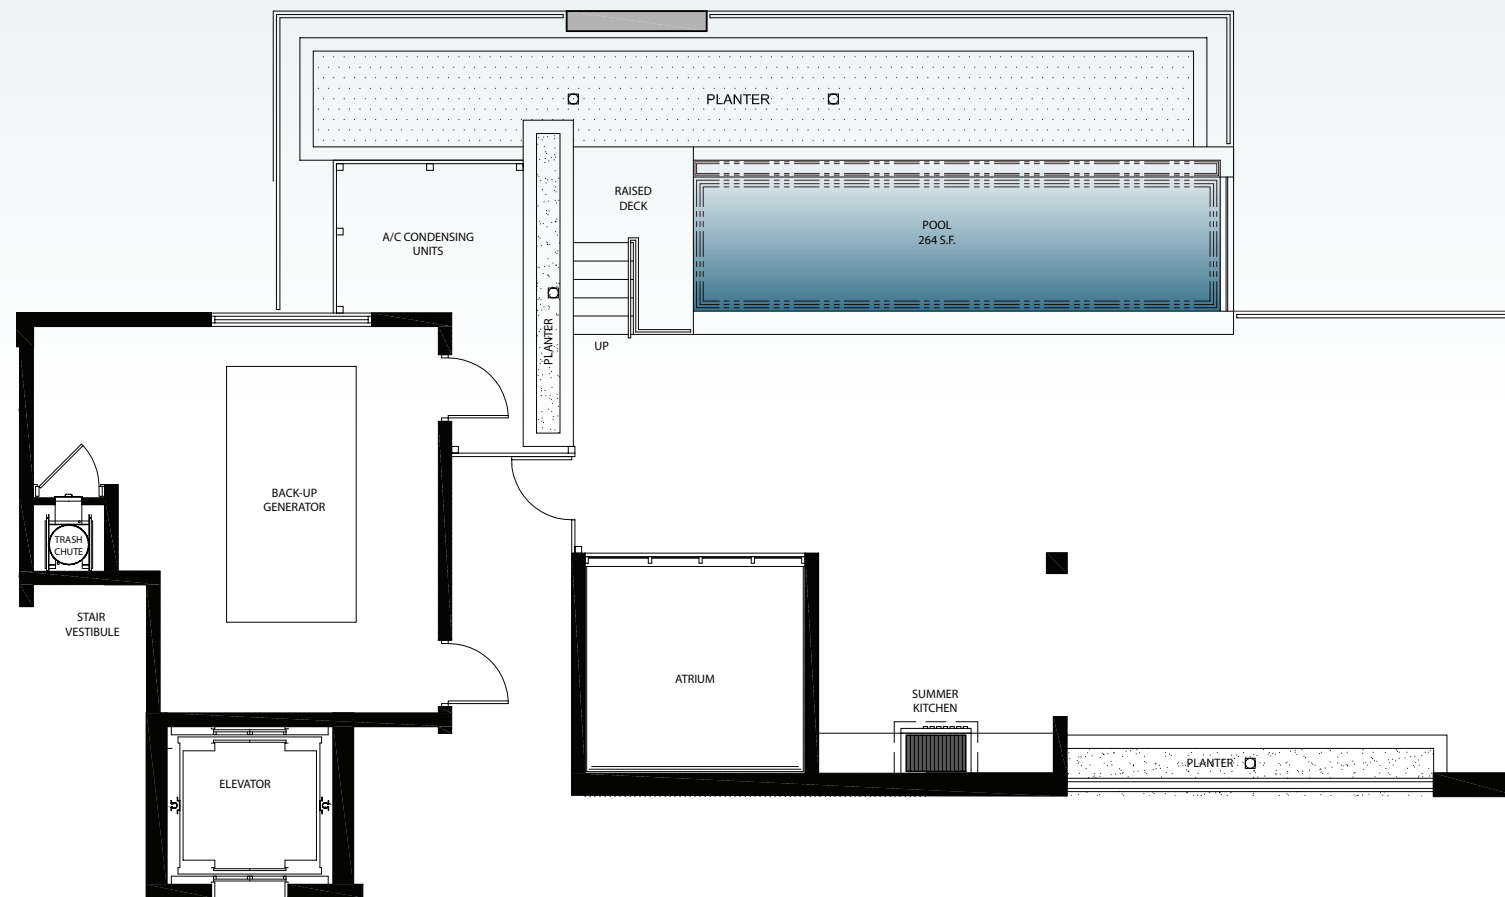 PLANTER
RAISED
DECK
POOL
264 S.F.
A/C CONDENSING
UNITS
PLANTER
UP
BACK-UP
GENERATOR
TRASH
CHUTE
STAIR
VESTIBULE
ATRIUM
SUMMER
KITCHEN
PLANTER
ELEVATOR